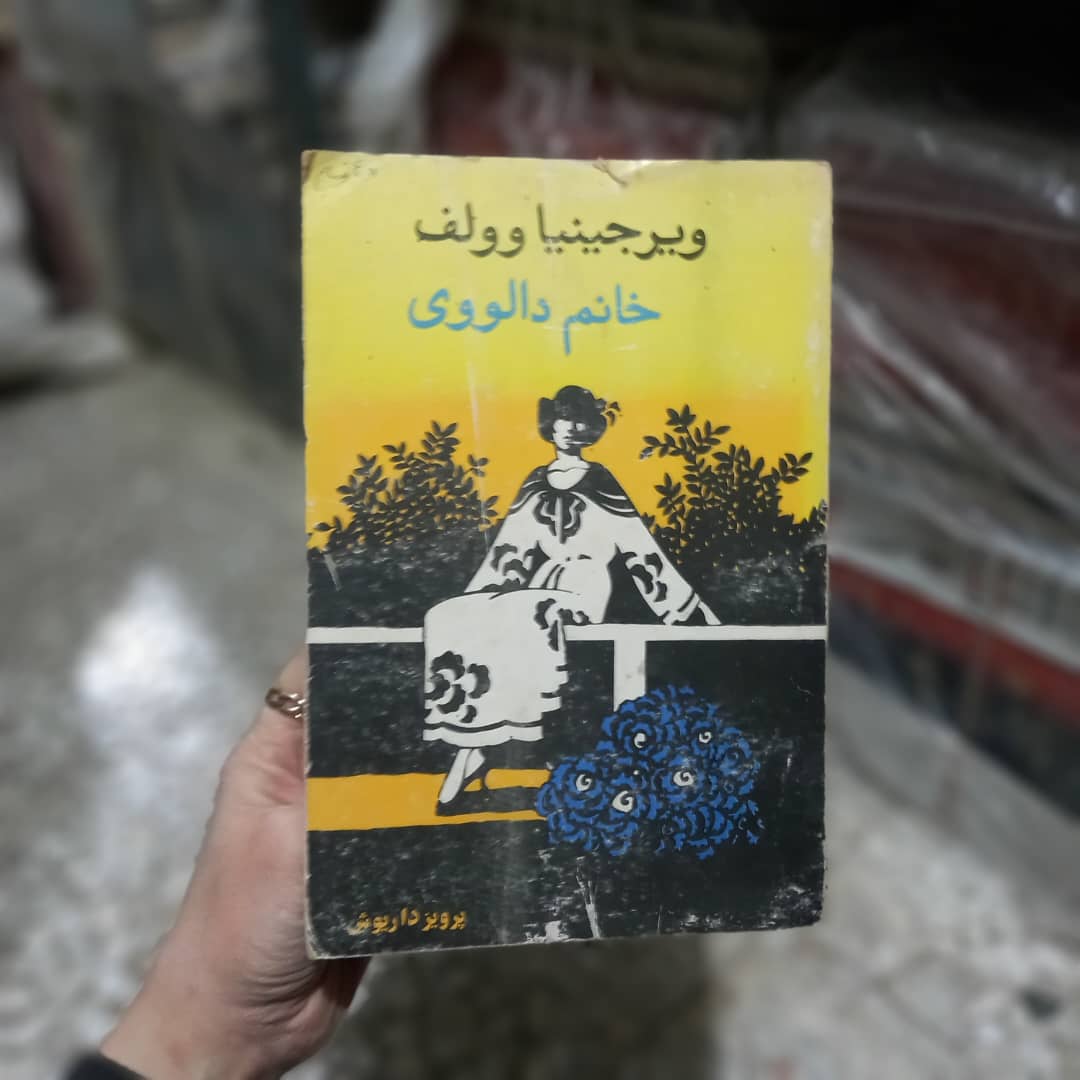 ویرجینیا وولف
خانم دالووی
پرویز داریوش